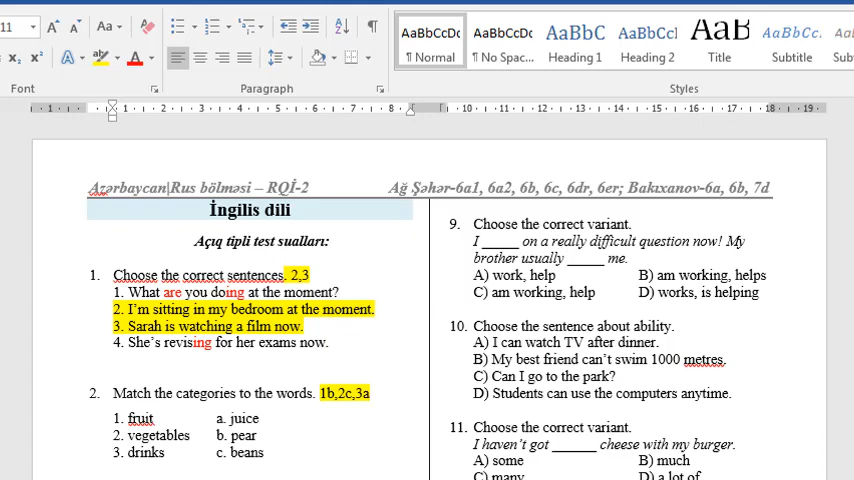 11
Aa
AaBbCcDc
AaBbCcDc
AaBbC
AaBbCcI
AaB
AaBbCc.
¶ Normal
¶ No Spac...
Heading 1
Heading 2
Title
Subtitle
Font
Paragraph
Styles
Azərbaycan|Rus bölməsi – RQİ-2
Ağ Şəhər-6a1, 6a2, 6b, 6c, 6dr, 6er; Bakıxanov-6a, 6b, 7d
İngilis dili
Açıq tipli test sualları:
1. Choose the correct sentences. 2,3
1. What are you doing at the moment?
2. I’m sitting in my bedroom at the moment.
3. Sarah is watching a film now.
4. She’s revising for her exams now.
2. Match the categories to the words. 1b,2c,3a
1. fruit a. juice
2. vegetables b. pear
3. drinks c. beans
9. Choose the correct variant.
I _____ on a really difficult question now! My
brother usually _____ me.
A) work, help B) am working, helps
C) am working, help D) works, is helping
10. Choose the sentence about ability.
A) I can watch TV after dinner.
B) My best friend can’t swim 1000 metres.
C) Can I go to the park?
D) Students can use the computers anytime.
11. Choose the correct variant.
I haven’t got ______ cheese with my burger.
A) some B) much
C) many D) a lot of